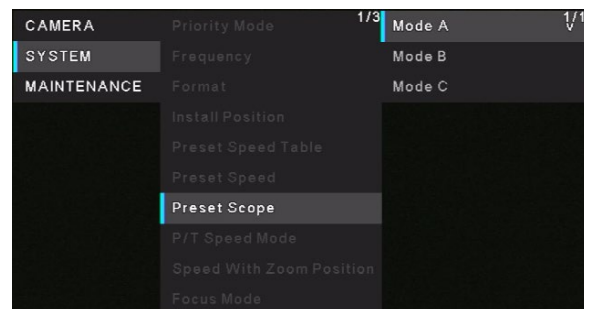 CAMERA
SYSTEM
MAINTENANCE
1/3
Priority Mode
Frequency
Format
Install Position
Preset Speed Table
Preset Speed
Preset Scope
P/T Speed Mode
Speed With Zoom Position
Focus Mode
1/1
Mode A
Mode B
Mode C